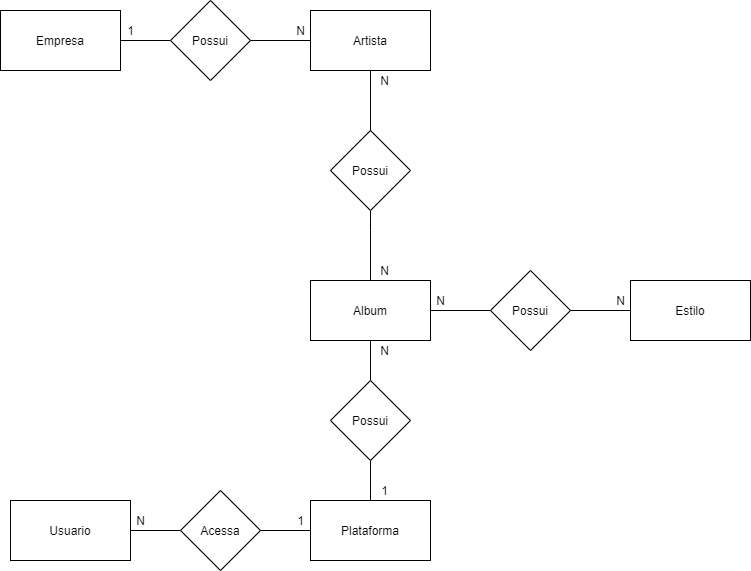 Empresa
1
Possui
N
Artista
N
Possui
N
Album
N
Possui
N
Estilo
N
Possui
1
Usuario
N
Acessa
1
Plataforma